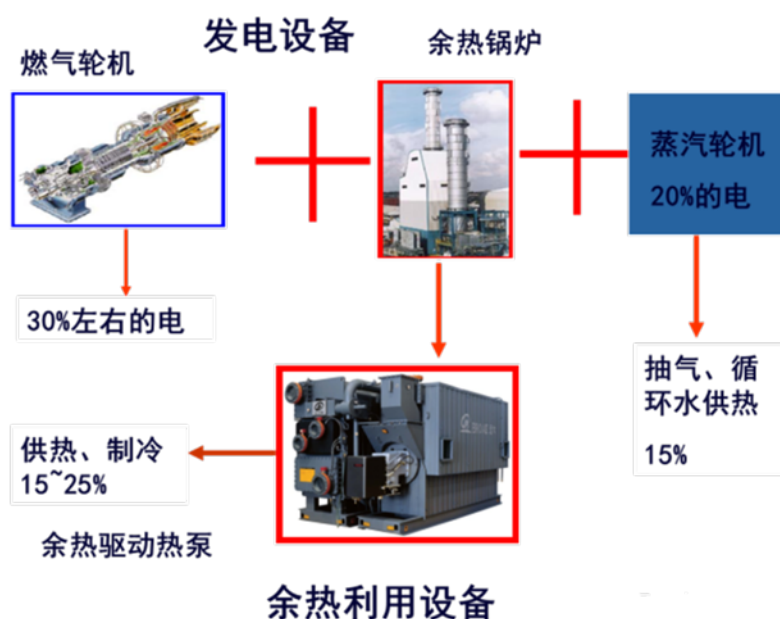 发电设备
燃气轮机
余热锅炉
蒸汽轮机
20%的电
30%左右的电
抽气、循
环水供热
15%
供热、制冷
15~25%
余热驱动热泵
余热利用设备